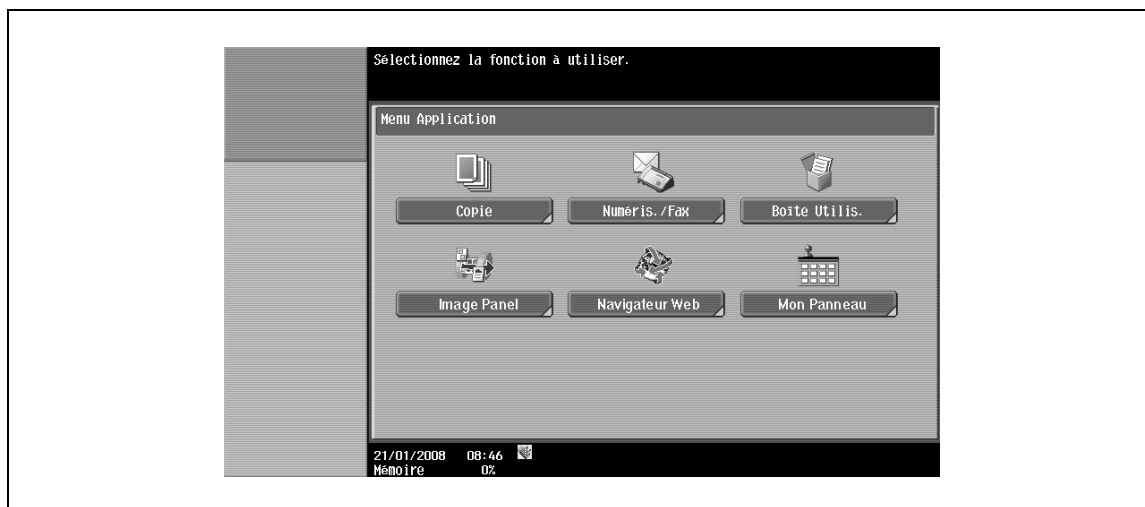 Sélectionnez la fonction à utiliser.
Menu Application
Copie
Numéris./Fax
Boîte Utilis.
Image Panel
Navigateur Web
Mon Panneau
21/01/2008 08:46
Mémoire 0%